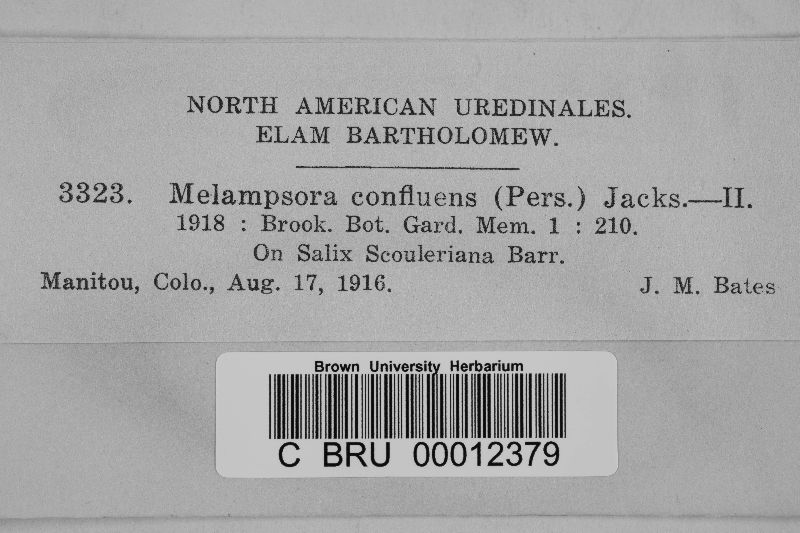 NORTH AMERICAN UREDINALES.
ELAM BARTHOLOMEW.
3323. Melampsora confluens (Pers.) Jacks.—II.
1918 : Brook. Bot. Gard. Mem. 1 : 210.
On Salix Scouleriana Barr.
Manitou, Colo., Aug. 17, 1916. J. M. Bates
Brown University Herbarium
C BRU 00012379